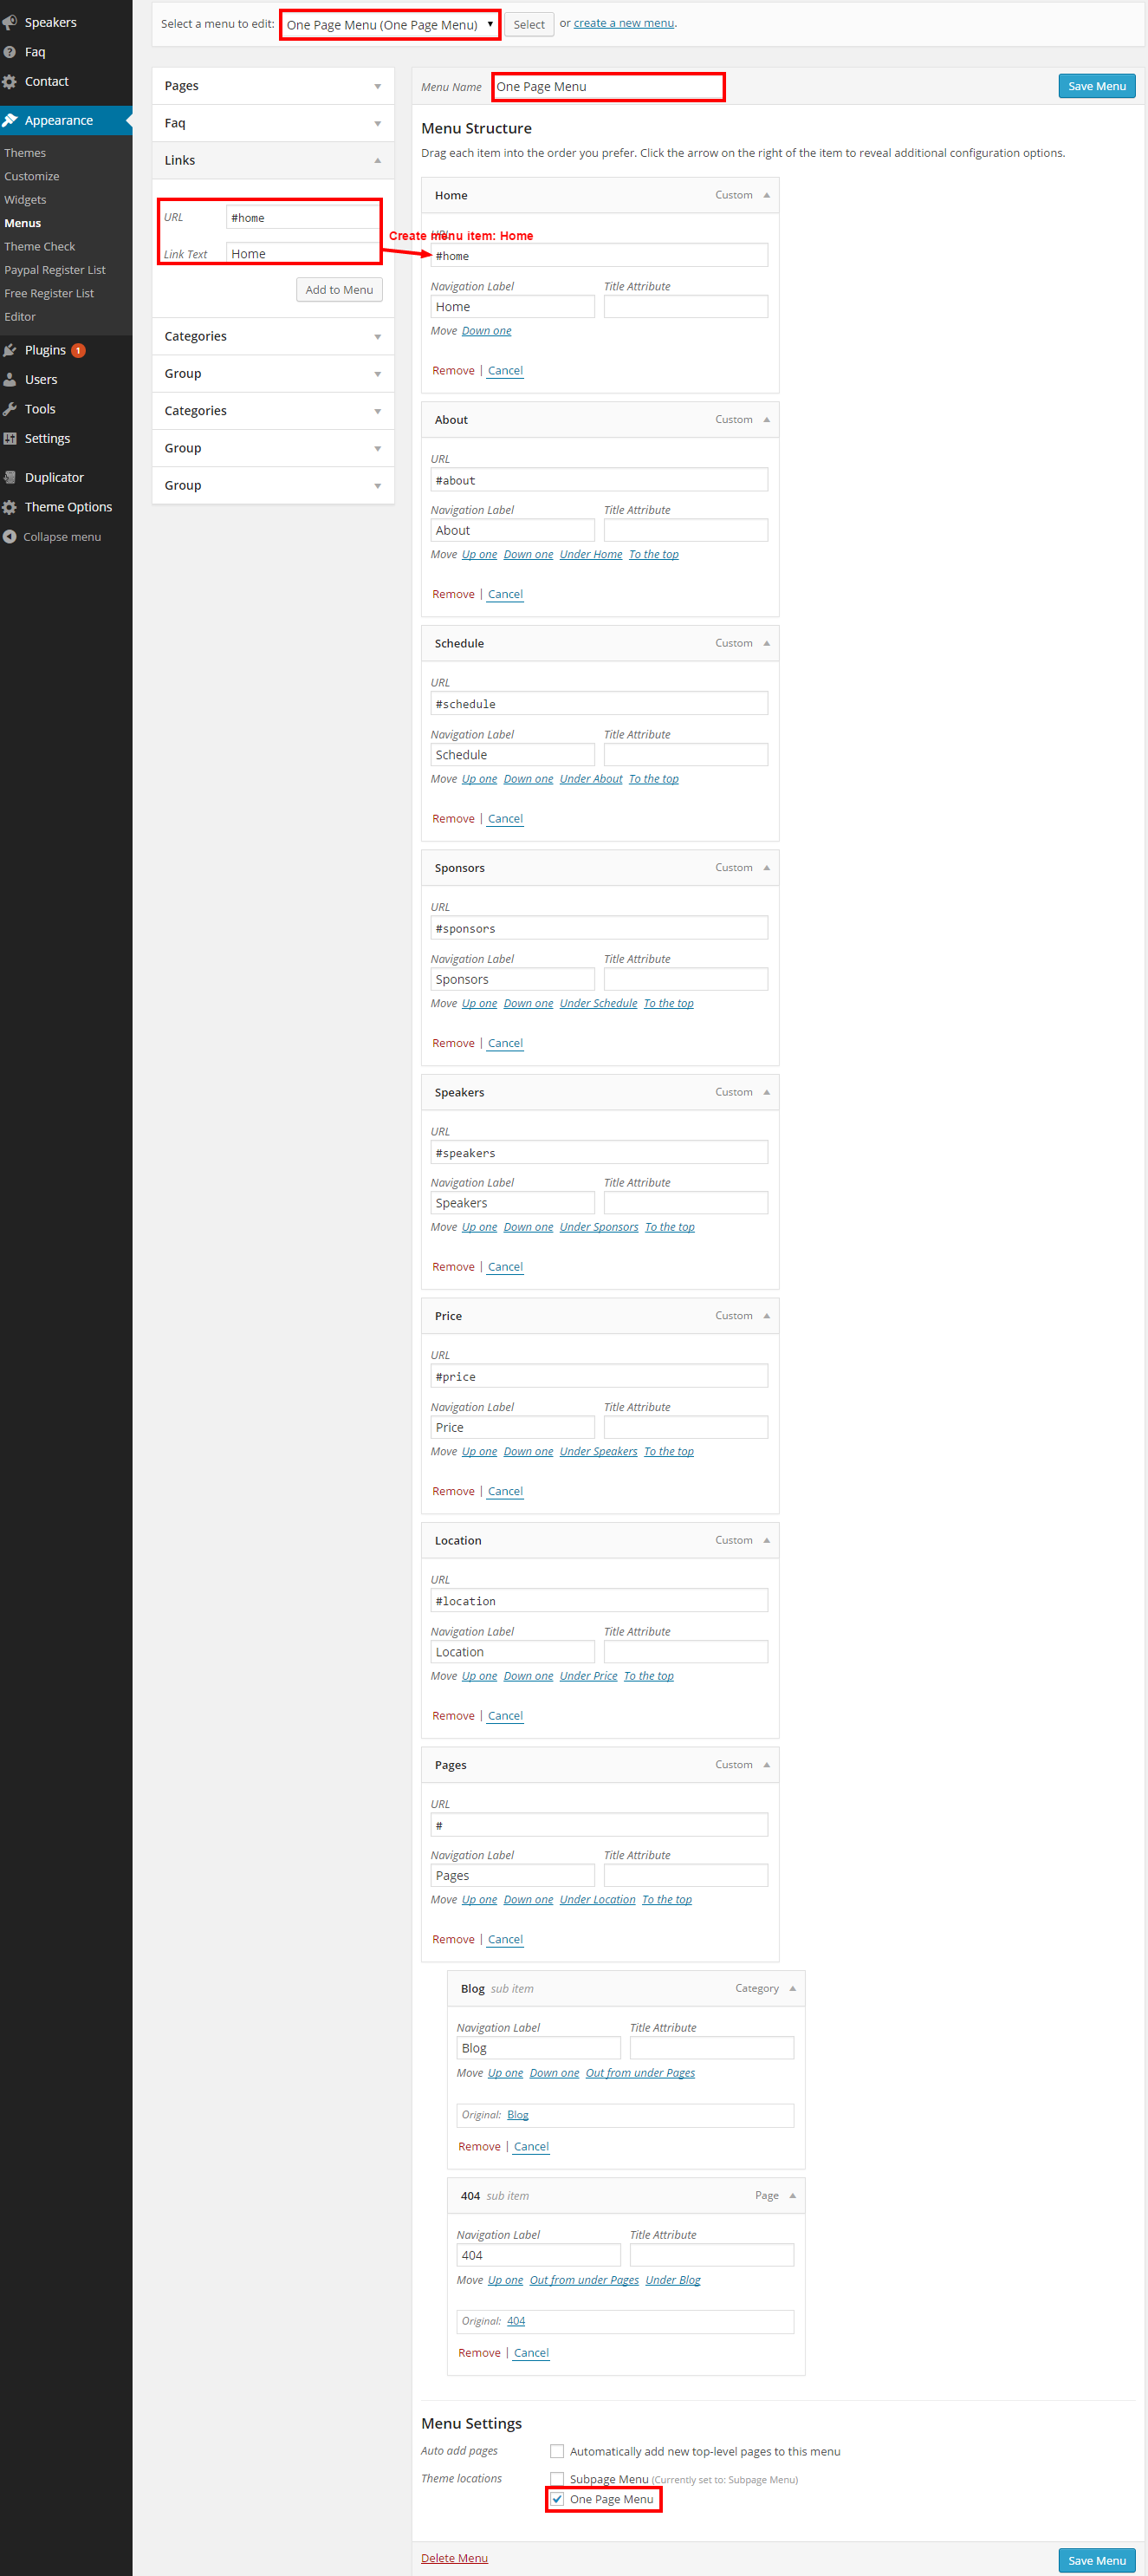 Speakers
Faq
Contact
Appearance
Themes
Customize
Widgets
Menus
Theme Check
Paypal Register List
Free Register List
Editor
Plugins 1
Users
Tools
Settings
Duplicator
Theme Options
Collapse menu
Select a menu to edit: One Page Menu (One Page Menu) Select or create a new menu.
Pages
Faq
Links
URL #home
Link Text Home
Add to Menu
Categories
Group
Categories
Group
Group
Menu Name One Page Menu Save Menu
Menu Structure
Drag each item into the order you prefer. Click the arrow on the right of the item to reveal additional configuration options.
Home Custom
URL
Create menu item: Home
#home
Navigation Label Title Attribute
Home
Move Down one
Remove | Cancel
About Custom
URL
#about
Navigation Label Title Attribute
About
Move Up one Down one Under Home To the top
Remove | Cancel
Schedule Custom
URL
#schedule
Navigation Label Title Attribute
Schedule
Move Up one Down one Under About To the top
Remove | Cancel
Sponsors Custom
URL
#sponsors
Navigation Label Title Attribute
Sponsors
Move Up one Down one Under Schedule To the top
Remove | Cancel
Speakers Custom
URL
#speakers
Navigation Label Title Attribute
Speakers
Move Up one Down one Under Sponsors To the top
Remove | Cancel
Price Custom
URL
#price
Navigation Label Title Attribute
Price
Move Up one Down one Under Speakers To the top
Remove | Cancel
Location Custom
URL
#location
Navigation Label Title Attribute
Location
Move Up one Down one Under Price To the top
Remove | Cancel
Pages Custom
URL
#
Navigation Label Title Attribute
Pages
Move Up one Down one Under Location To the top
Remove | Cancel
Blog sub item Category
Navigation Label Title Attribute
Blog
Move Up one Down one Out from under Pages
Original: Blog
Remove | Cancel
404 sub item Page
Navigation Label Title Attribute
404
Move Up one Out from under Pages Under Blog
Original: 404
Remove | Cancel
Menu Settings
Auto add pages Automatically add new top-level pages to this menu
Theme locations Subpage Menu (Currently set to: Subpage Menu)
One Page Menu
Delete Menu Save Menu